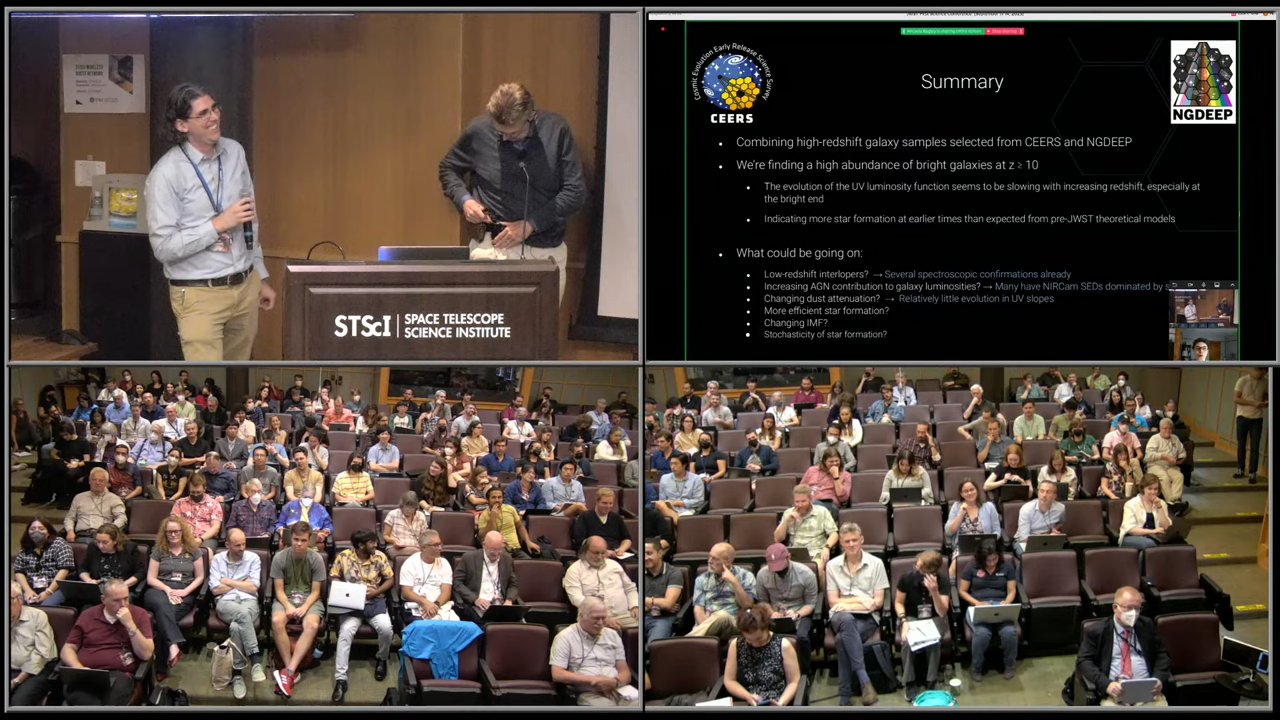 STScI | SPACE TELESCOPE
SCIENCE INSTITUTE
Cosmic Evolution Early Release Science Survey
CEERS
Summary
NGDEEP
• Combining high-redshift galaxy samples selected from CEERS and NGDEEP
• We're finding a high abundance of bright galaxies at z ≥ 10
• The evolution of the UV luminosity function seems to be slowing with increasing redshift, especially at
the bright end
• Indicating more star formation at earlier times than expected from pre-JWST theoretical models
• What could be going on:
• Low-redshift interlopers? → Several spectroscopic confirmations already
• Increasing AGN contribution to galaxy luminosities? → Many have NIRCam SEDs dominated by
• Changing dust attenuation? → Relatively little evolution in UV slopes
• More efficient star formation?
• Changing IMF?
• Stochasticity of star formation?